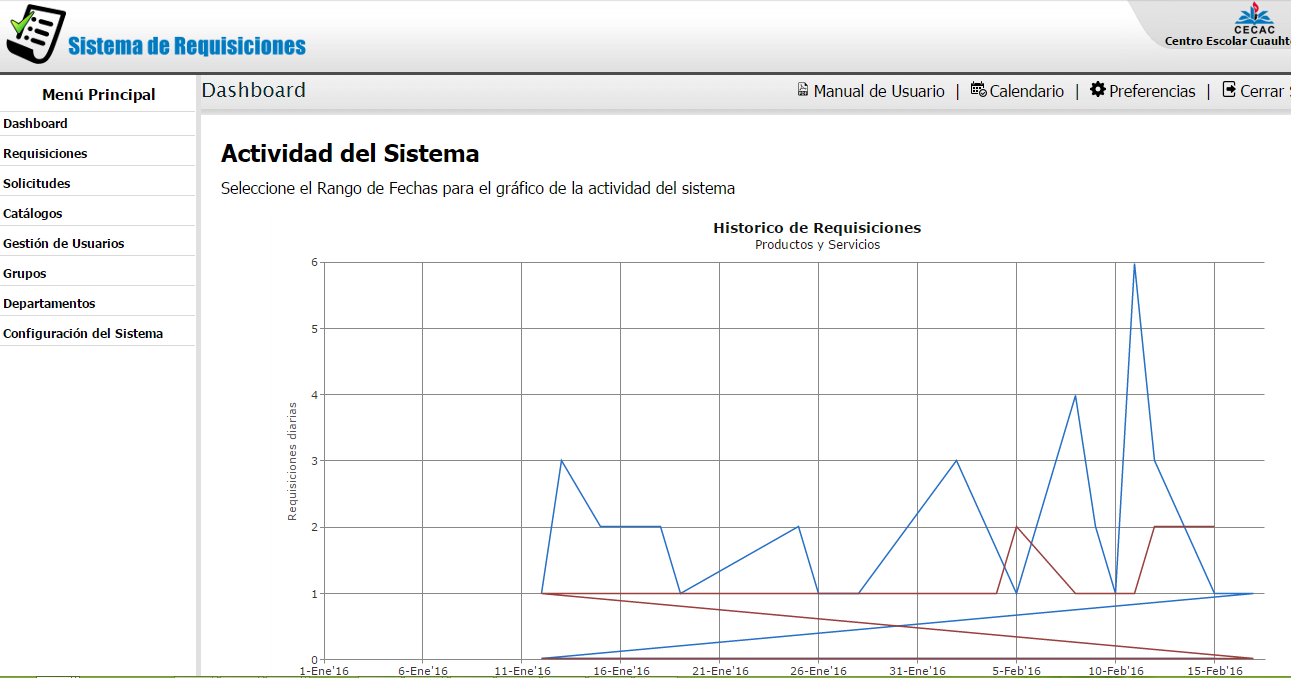 Sistema de Requisiciones
CECAC
Centro Escolar Cuauht
Menú Principal
Dashboard
Requisiciones
Solicitudes
Catálogos
Gestión de Usuarios
Grupos
Departamentos
Configuración del Sistema
Dashboard
Manual de Usuario | Calendario | Preferencias | Cerrar
Actividad del Sistema
Seleccione el Rango de Fechas para el gráfico de la actividad del sistema
Historico de Requisiciones
Productos y Servicios
Requisiciones diarias
6
5
4
3
2
1
0
1-Ene'16 6-Ene'16 11-Ene'16 16-Ene'16 21-Ene'16 26-Ene'16 31-Ene'16 5-Feb'16 10-Feb'16 15-Feb'16